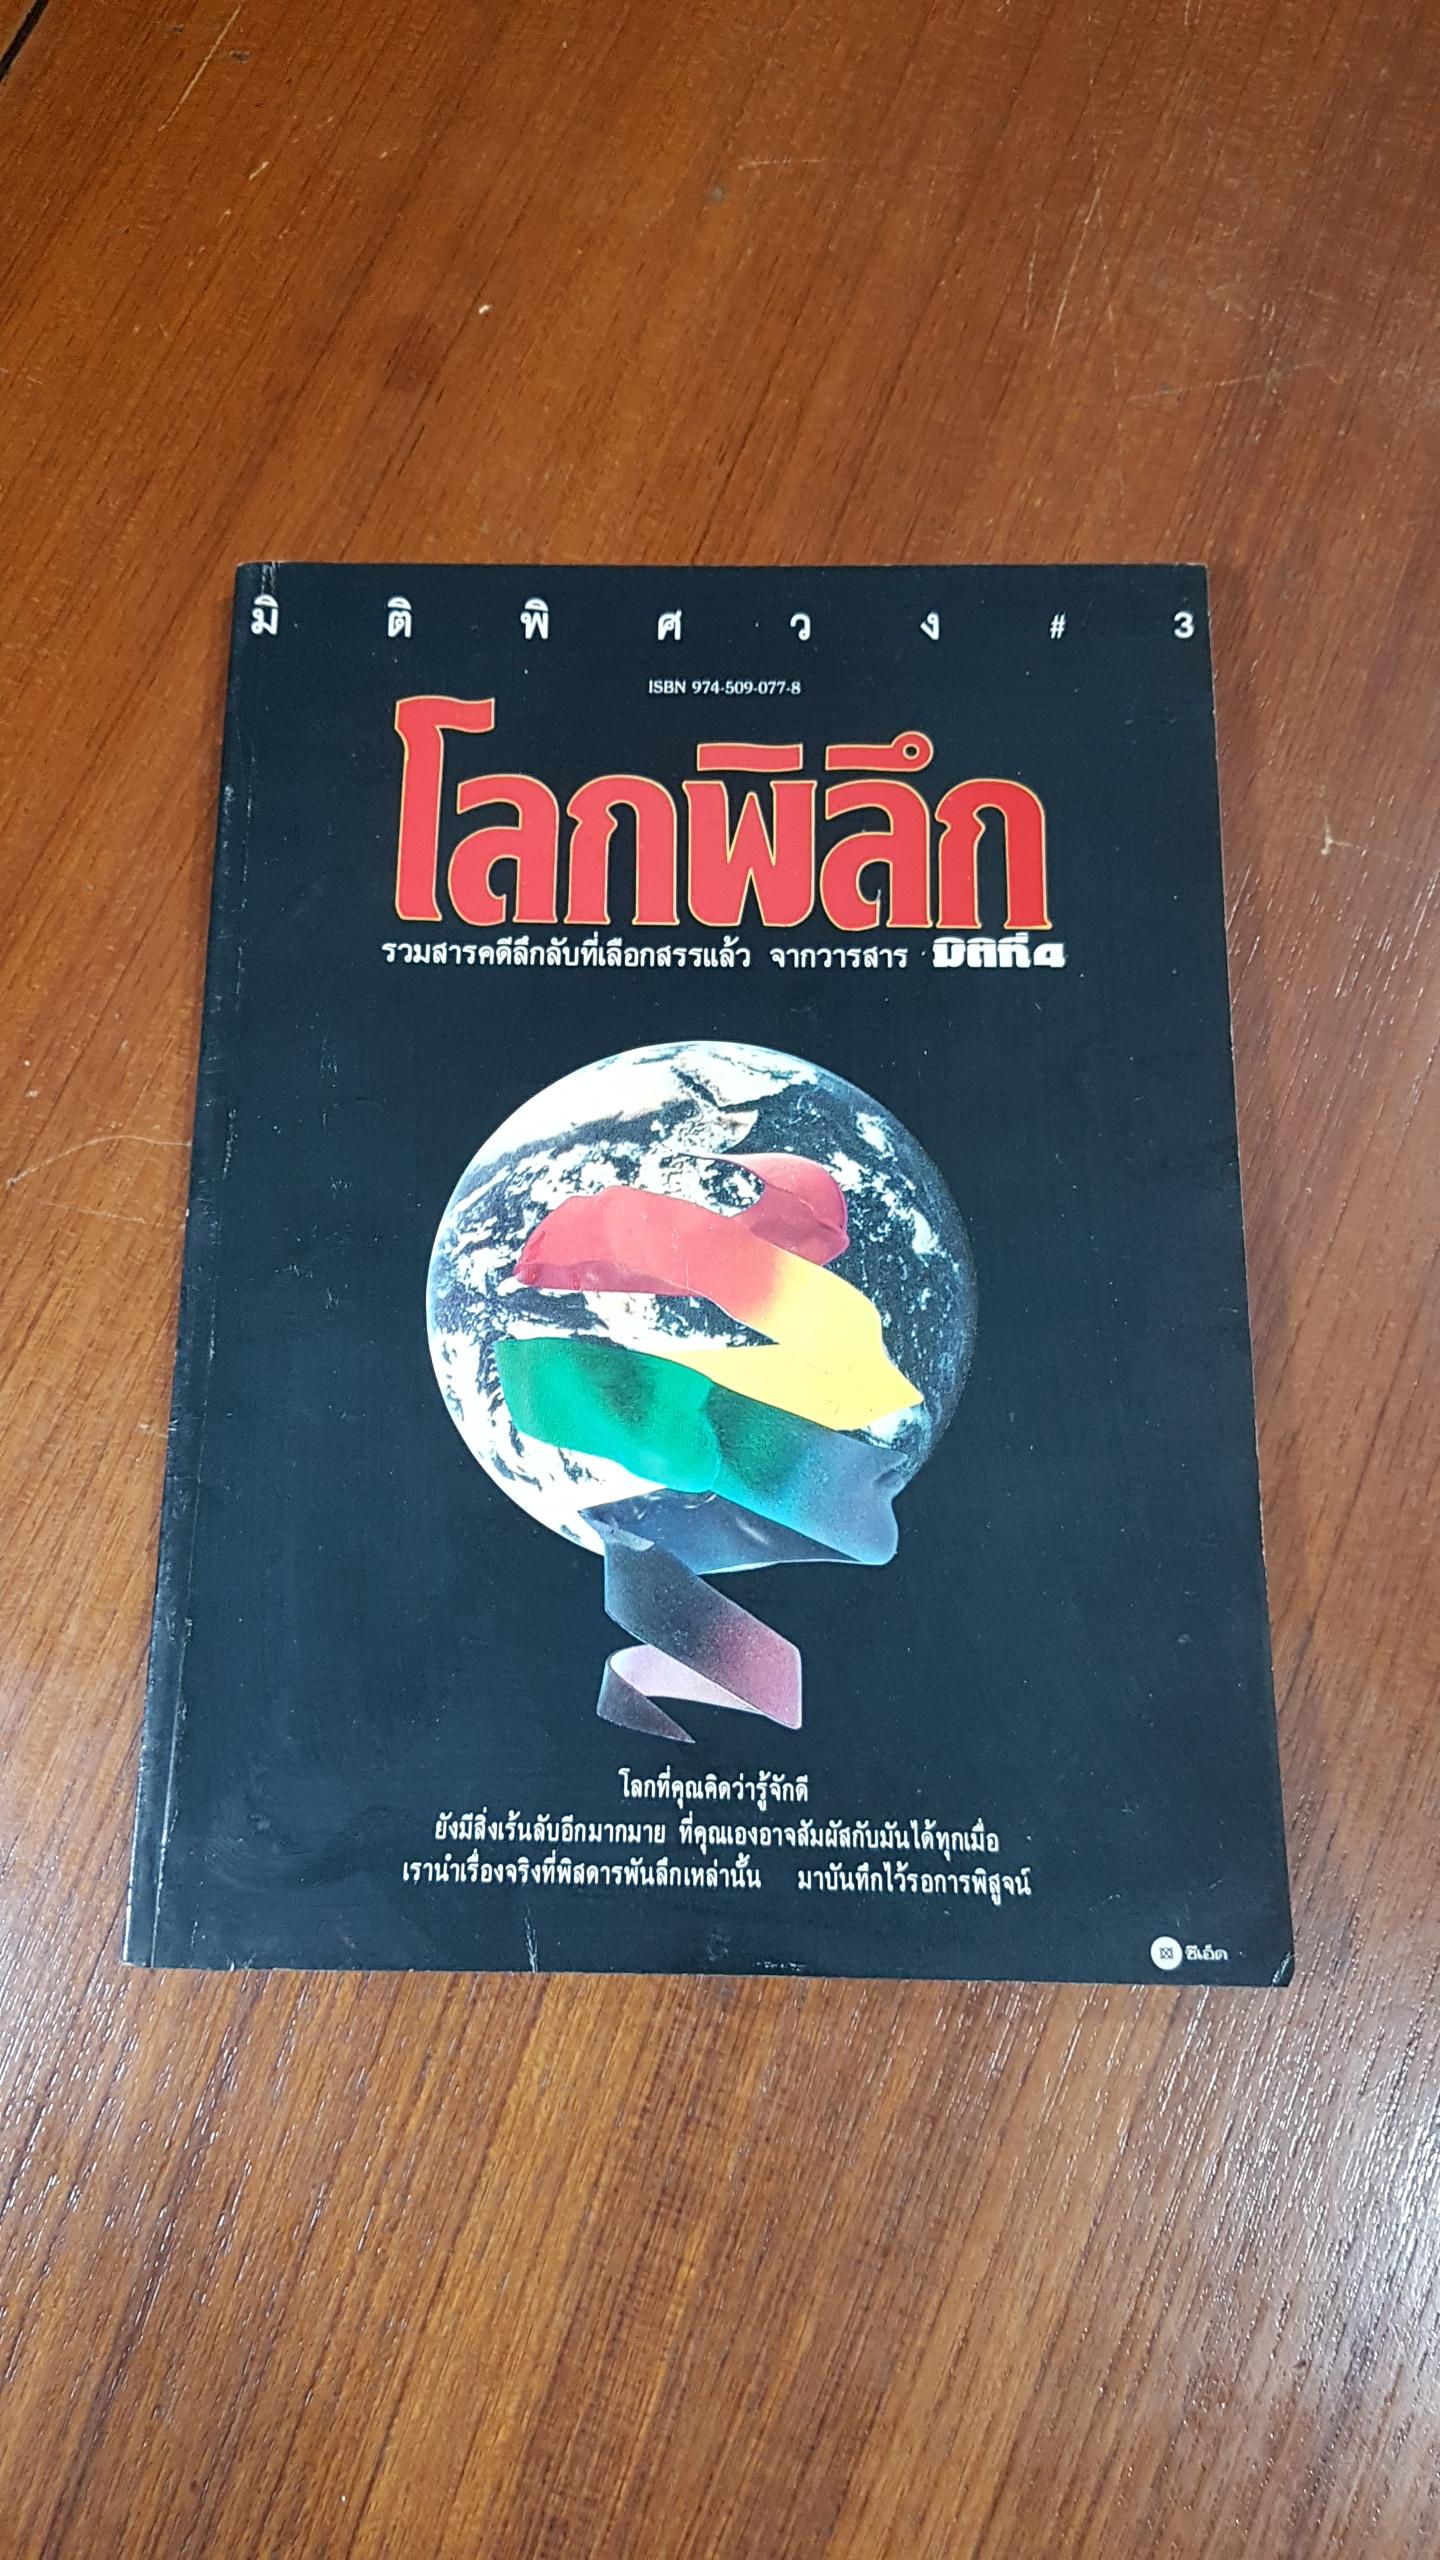 มิติพิศวง # 3
ISBN 974-509-077-8
โลกพิลึก
รวมสารคดีลึกลับที่เลือกสรรแล้ว จากวารสาร มิติที่ 4
โลกที่คุณคิดว่ารู้จักดี
ยังมีสิ่งเร้นลับอีกมากมาย ที่คุณเองอาจสัมผัสกับมันได้ทุกเมื่อ
เรานำเรื่องจริงที่พิสดารพันลึกเหล่านั้น มาบันทึกไว้รอการพิสูจน์
ซีเอ็ด